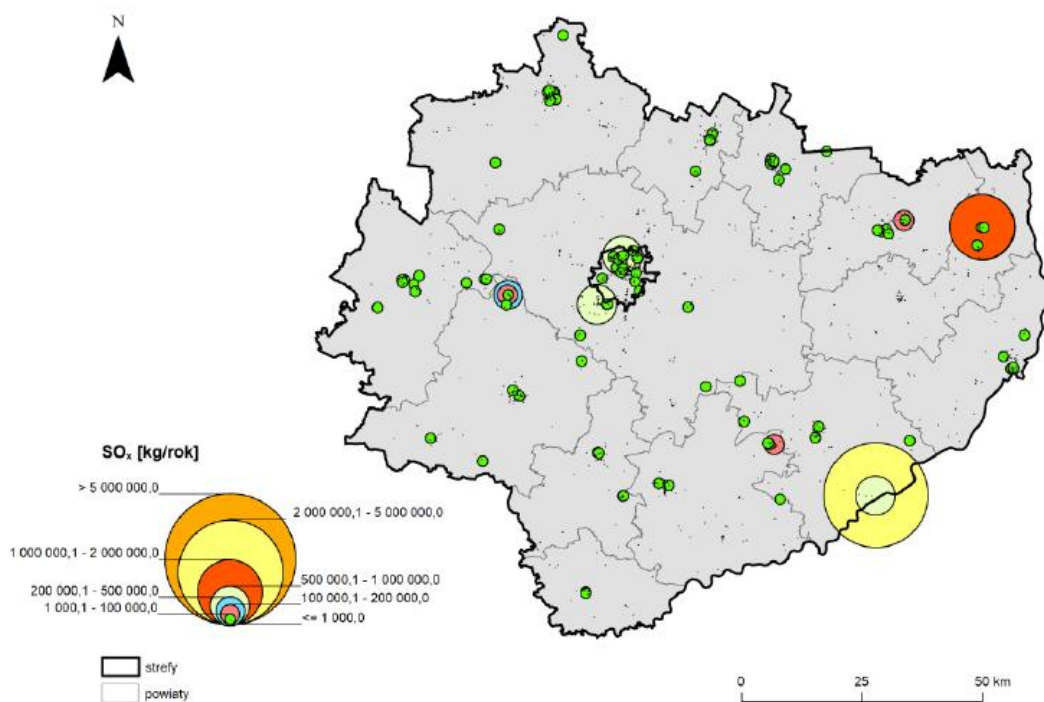 N
SOₓ [kg/rok]
> 5 000 000,0
2 000 000,1 - 5 000 000,0
1 000 000,1 - 2 000 000,0
500 000,1 - 1 000 000,0
200 000,1 - 500 000,0
100 000,1 - 200 000,0
1 000,1 - 100 000,0
<= 1 000,0
strefy
powiaty
0 25 50 km